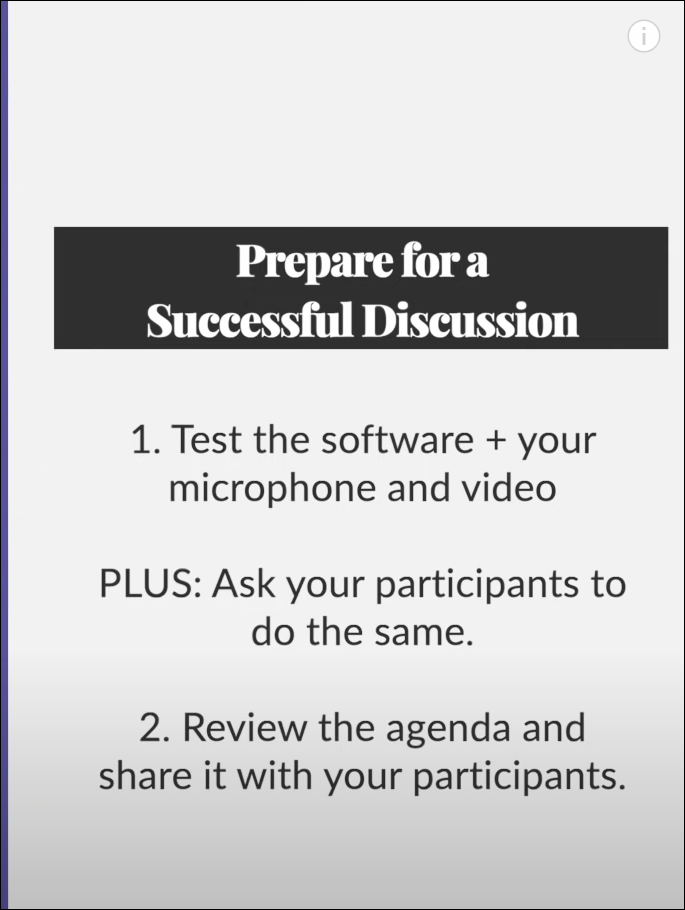 Prepare for a
Successful Discussion
1. Test the software + your
microphone and video
PLUS: Ask your participants to
do the same.
2. Review the agenda and
share it with your participants.